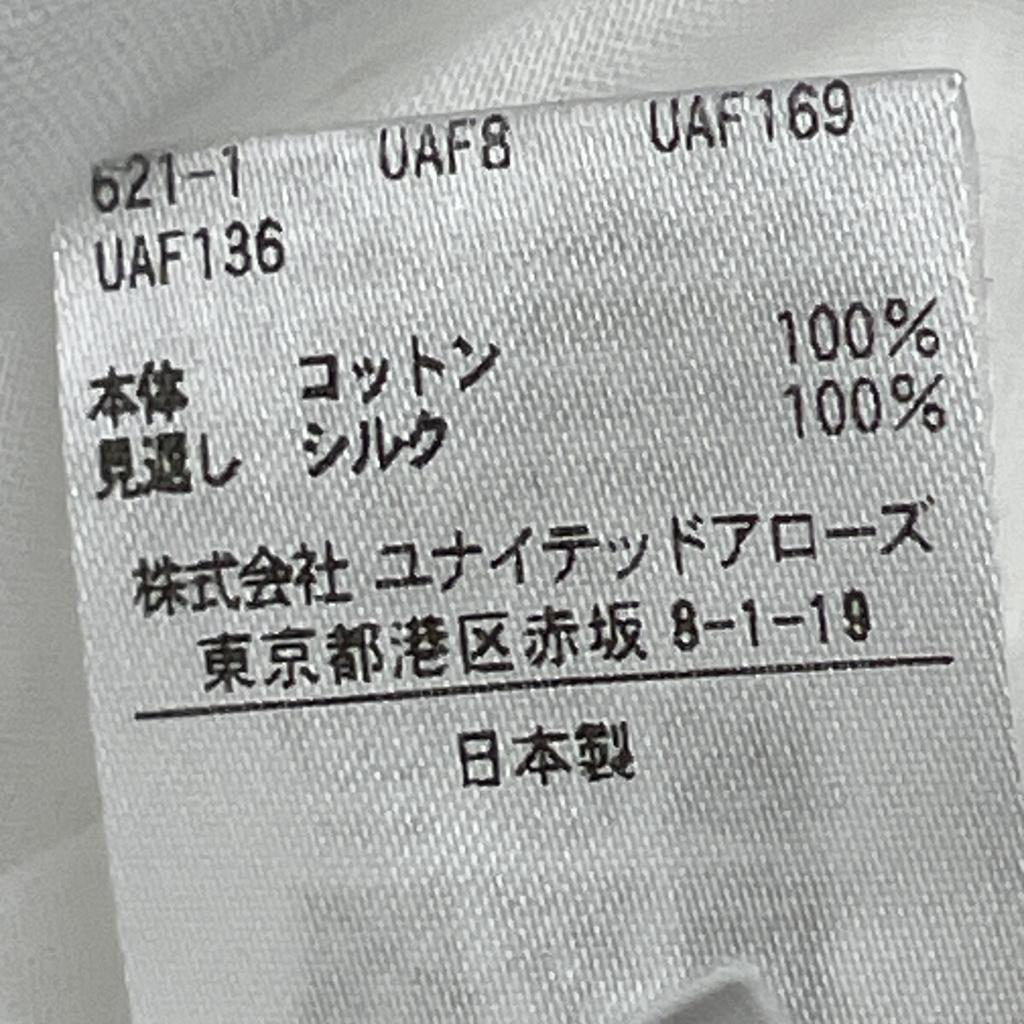 621-1 UAF8 UAF169
UAF136
本体 コットン 100%
見返し シルク 100%
株式会社 ユナイテッドアローズ
東京都港区赤坂 8-1-19
日本製